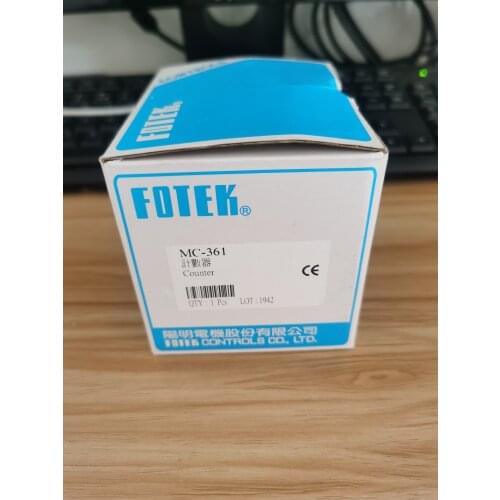 FOTEK
FOTEK®
MC-361
計數器
Counter
CE
QTY : 1 Pcs LOT : 1942
陽明電機股份有限公司
FOTEK CONTROLS CO., LTD.